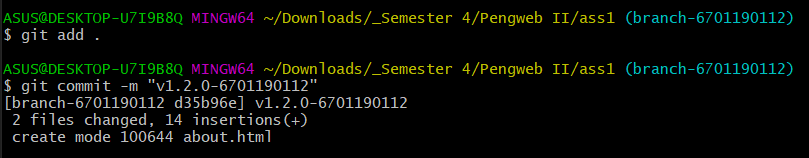 ASUS@DESKTOP-U7I9B8Q MINGW64 ~/Downloads/_Semester 4/Pengweb II/ass1 (branch-6701190112)
$ git add .
ASUS@DESKTOP-U7I9B8Q MINGW64 ~/Downloads/_Semester 4/Pengweb II/ass1 (branch-6701190112)
$ git commit -m "v1.2.0-6701190112"
[branch-6701190112 d35b96e] v1.2.0-6701190112
 2 files changed, 14 insertions(+)
 create mode 100644 about.html